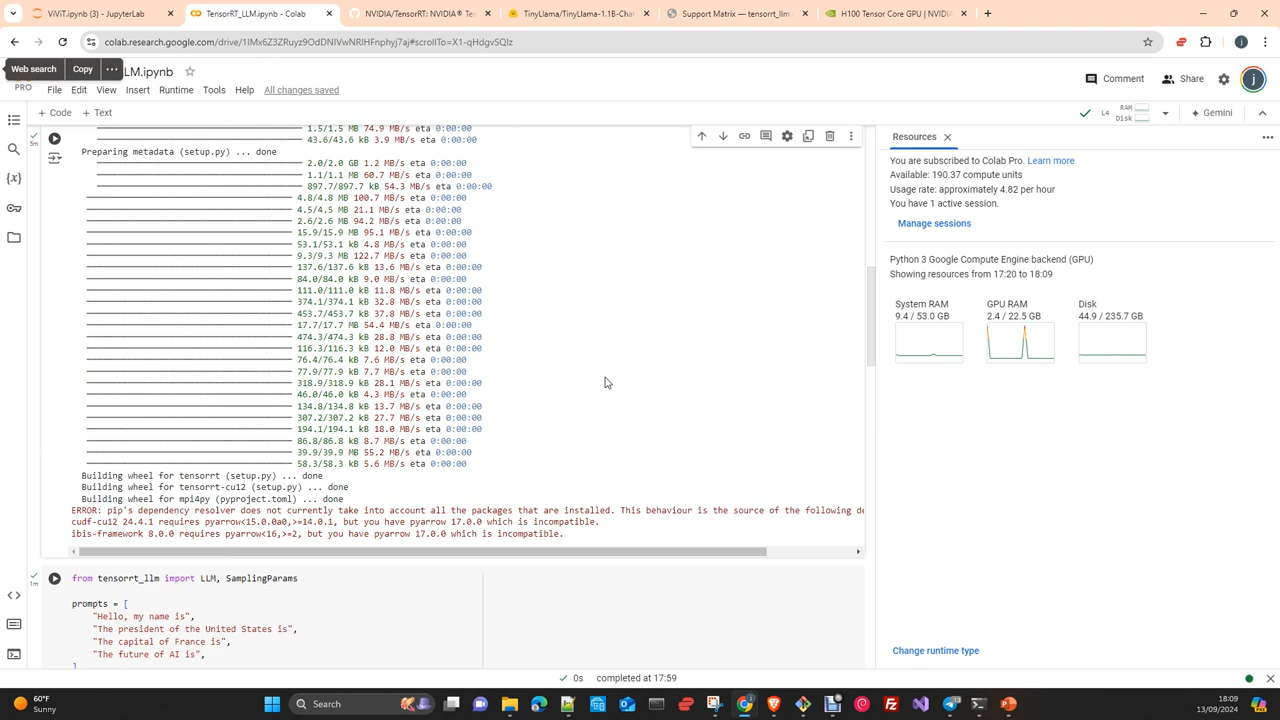 ViViT.ipynb - JupyterLab
TensorRT_LLM.ipynb - Colab
NVIDIA/TensorRT: NVIDIA® Te
TinyLlama/TinyLlama-1.1B-Chat
Support Matrix — tensorrt_llm
H100 Tensor Core GPU | NVIDIA
Web search
Copy
LM.ipynb
PRO
File Edit View Insert Runtime Tools Help All changes saved
Comment
Share
j
+ Code + Text
L4
RAM
Disk
Gemini
5m
1.5/1.5 MB 74.9 MB/s eta 0:00:00
43.6/43.6 kB 3.9 MB/s eta 0:00:00
Preparing metadata (setup.py) ... done
2.0/2.0 GB 1.2 MB/s eta 0:00:00
1.1/1.1 MB 60.7 MB/s eta 0:00:00
897.7/897.7 kB 54.3 MB/s eta 0:00:00
4.8/4.8 MB 100.7 MB/s eta 0:00:00
4.5/4.5 MB 21.1 MB/s eta 0:00:00
2.6/2.6 MB 94.2 MB/s eta 0:00:00
15.9/15.9 MB 95.1 MB/s eta 0:00:00
53.1/53.1 kB 4.8 MB/s eta 0:00:00
9.3/9.3 MB 122.7 MB/s eta 0:00:00
137.6/137.6 kB 13.6 MB/s eta 0:00:00
84.0/84.0 kB 9.0 MB/s eta 0:00:00
111.0/111.0 kB 11.8 MB/s eta 0:00:00
374.1/374.1 kB 32.8 MB/s eta 0:00:00
453.7/453.7 kB 37.8 MB/s eta 0:00:00
17.7/17.7 MB 54.4 MB/s eta 0:00:00
474.3/474.3 kB 28.8 MB/s eta 0:00:00
116.3/116.3 kB 12.0 MB/s eta 0:00:00
76.4/76.4 kB 7.6 MB/s eta 0:00:00
77.9/77.9 kB 7.7 MB/s eta 0:00:00
318.9/318.9 kB 28.1 MB/s eta 0:00:00
46.0/46.0 kB 4.3 MB/s eta 0:00:00
134.8/134.8 kB 13.7 MB/s eta 0:00:00
307.2/307.2 kB 27.7 MB/s eta 0:00:00
194.1/194.1 kB 18.0 MB/s eta 0:00:00
86.8/86.8 kB 8.7 MB/s eta 0:00:00
39.9/39.9 MB 55.2 MB/s eta 0:00:00
58.3/58.3 kB 5.6 MB/s eta 0:00:00
Building wheel for tensorrt (setup.py) ... done
Building wheel for tensorrt-cu12 (setup.py) ... done
Building wheel for mpi4py (pyproject.toml) ... done
ERROR: pip's dependency resolver does not currently take into account all the packages that are installed. This behaviour is the source of the following de
cudf-cu12 24.4.1 requires pyarrow<15.0.0a0,>=14.0.1, but you have pyarrow 17.0.0 which is incompatible.
ibis-framework 8.0.0 requires pyarrow<16,>=2, but you have pyarrow 17.0.0 which is incompatible.
1m
from tensorrt_llm import LLM, SamplingParams
prompts = [
"Hello, my name is",
"The president of the United States is",
"The capital of France is",
"The future of AI is",
]
Resources
You are subscribed to Colab Pro. Learn more
Available: 190.37 compute units
Usage rate: approximately 4.82 per hour
You have 1 active session.
Manage sessions
Python 3 Google Compute Engine backend (GPU)
Showing resources from 17:20 to 18:09
System RAM
9.4 / 53.0 GB
GPU RAM
2.4 / 22.5 GB
Disk
44.9 / 235.7 GB
Change runtime type
0s completed at 17:59
60°F
Sunny
Search
18:09
13/09/2024